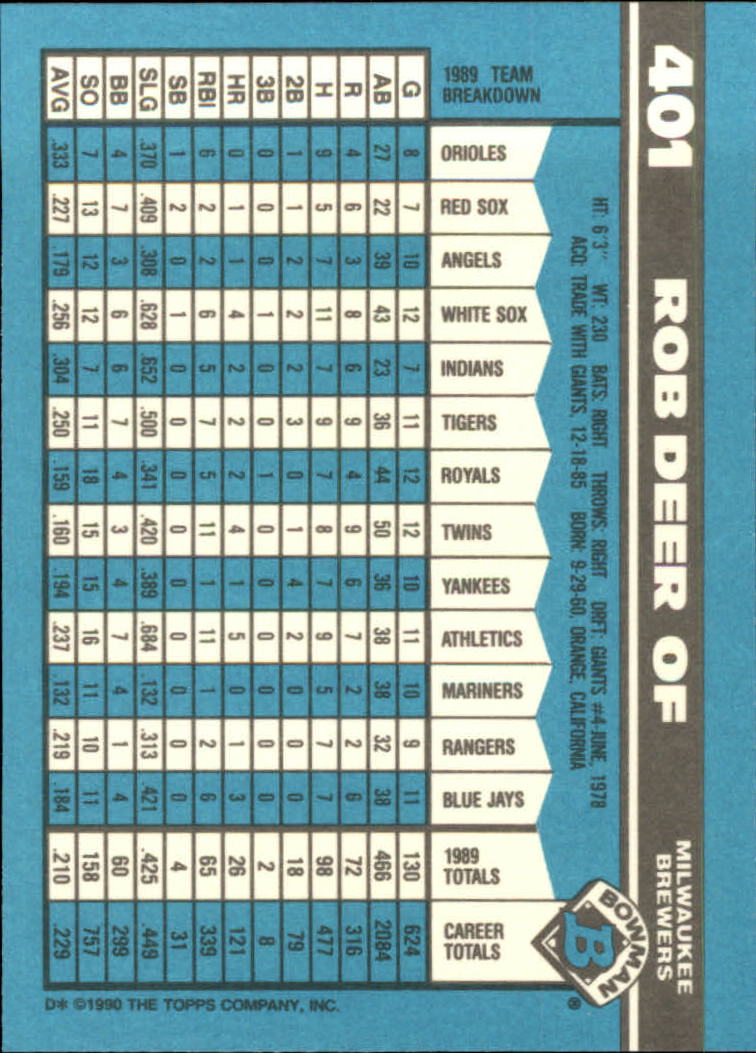 401 ROB DEER OF
MILWAUKEE
BREWERS
HT: 6'3" WT: 230 BATS: RIGHT THROWS: RIGHT DRFT: GIANTS #4-JUNE, 1978
ACQ: TRADE WITH GIANTS, 12-18-85 BORN: 9-29-60, ORANGE, CALIFORNIA
BOWMAN
B
®
1989 TEAM
BREAKDOWN
ORIOLES
RED SOX
ANGELS
WHITE SOX
INDIANS
TIGERS
ROYALS
TWINS
YANKEES
ATHLETICS
MARINERS
RANGERS
BLUE JAYS
1989
TOTALS
CAREER
TOTALS
G 8 7 10 12 7 11 12 12 10 11 10 9 11 130 624
AB 27 22 39 43 23 36 44 50 36 38 38 32 38 466 2084
R 4 6 3 8 6 9 4 9 6 7 2 2 6 72 316
H 9 5 7 11 7 9 7 8 7 9 5 7 7 98 477
2B 1 1 2 2 2 3 0 1 4 2 0 0 0 18 79
3B 0 0 0 1 0 0 1 0 0 0 0 0 0 2 8
HR 0 1 1 4 2 2 2 4 1 5 0 1 3 26 121
RBI 6 2 2 6 5 7 5 11 1 11 1 2 6 65 339
SB 1 2 0 1 0 0 0 0 0 0 0 0 0 4 31
SLG .370 .409 .308 .628 .652 .500 .341 .420 .389 .684 .132 .313 .421 .425 .449
BB 4 7 3 6 6 7 4 3 4 7 4 1 4 60 299
SO 7 13 12 12 7 11 18 15 15 16 11 10 11 158 757
AVG .333 .227 .179 .256 .304 .250 .159 .160 .194 .237 .132 .219 .184 .210 .229
D* ©1990 THE TOPPS COMPANY, INC.